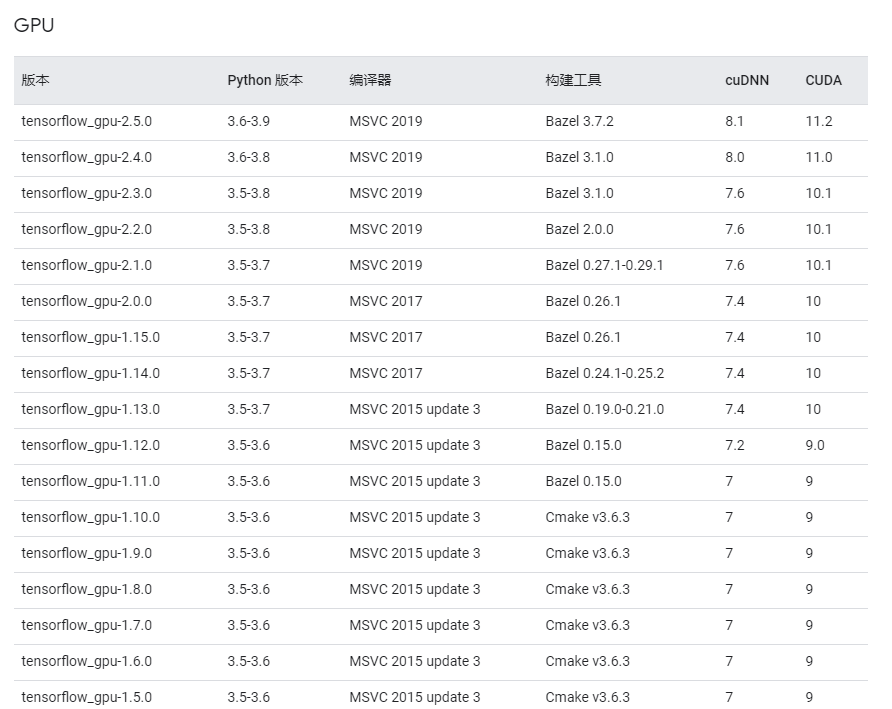 GPU
版本 Python 版本 编译器 构建工具 cuDNN CUDA
tensorflow_gpu-2.5.0 3.6-3.9 MSVC 2019 Bazel 3.7.2 8.1 11.2
tensorflow_gpu-2.4.0 3.6-3.8 MSVC 2019 Bazel 3.1.0 8.0 11.0
tensorflow_gpu-2.3.0 3.5-3.8 MSVC 2019 Bazel 3.1.0 7.6 10.1
tensorflow_gpu-2.2.0 3.5-3.8 MSVC 2019 Bazel 2.0.0 7.6 10.1
tensorflow_gpu-2.1.0 3.5-3.7 MSVC 2019 Bazel 0.27.1-0.29.1 7.6 10.1
tensorflow_gpu-2.0.0 3.5-3.7 MSVC 2017 Bazel 0.26.1 7.4 10
tensorflow_gpu-1.15.0 3.5-3.7 MSVC 2017 Bazel 0.26.1 7.4 10
tensorflow_gpu-1.14.0 3.5-3.7 MSVC 2017 Bazel 0.24.1-0.25.2 7.4 10
tensorflow_gpu-1.13.0 3.5-3.7 MSVC 2015 update 3 Bazel 0.19.0-0.21.0 7.4 10
tensorflow_gpu-1.12.0 3.5-3.6 MSVC 2015 update 3 Bazel 0.15.0 7.2 9.0
tensorflow_gpu-1.11.0 3.5-3.6 MSVC 2015 update 3 Bazel 0.15.0 7 9
tensorflow_gpu-1.10.0 3.5-3.6 MSVC 2015 update 3 Cmake v3.6.3 7 9
tensorflow_gpu-1.9.0 3.5-3.6 MSVC 2015 update 3 Cmake v3.6.3 7 9
tensorflow_gpu-1.8.0 3.5-3.6 MSVC 2015 update 3 Cmake v3.6.3 7 9
tensorflow_gpu-1.7.0 3.5-3.6 MSVC 2015 update 3 Cmake v3.6.3 7 9
tensorflow_gpu-1.6.0 3.5-3.6 MSVC 2015 update 3 Cmake v3.6.3 7 9
tensorflow_gpu-1.5.0 3.5-3.6 MSVC 2015 update 3 Cmake v3.6.3 7 9